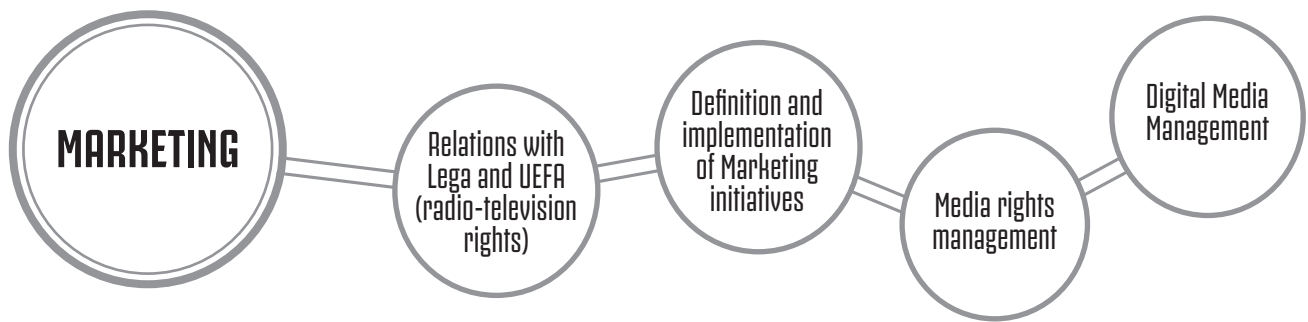 MARKETING
Relations with
Lega and UEFA
(radio-television
rights)
Definition and
implementation
of Marketing
initiatives
Media rights
management
Digital Media
Management